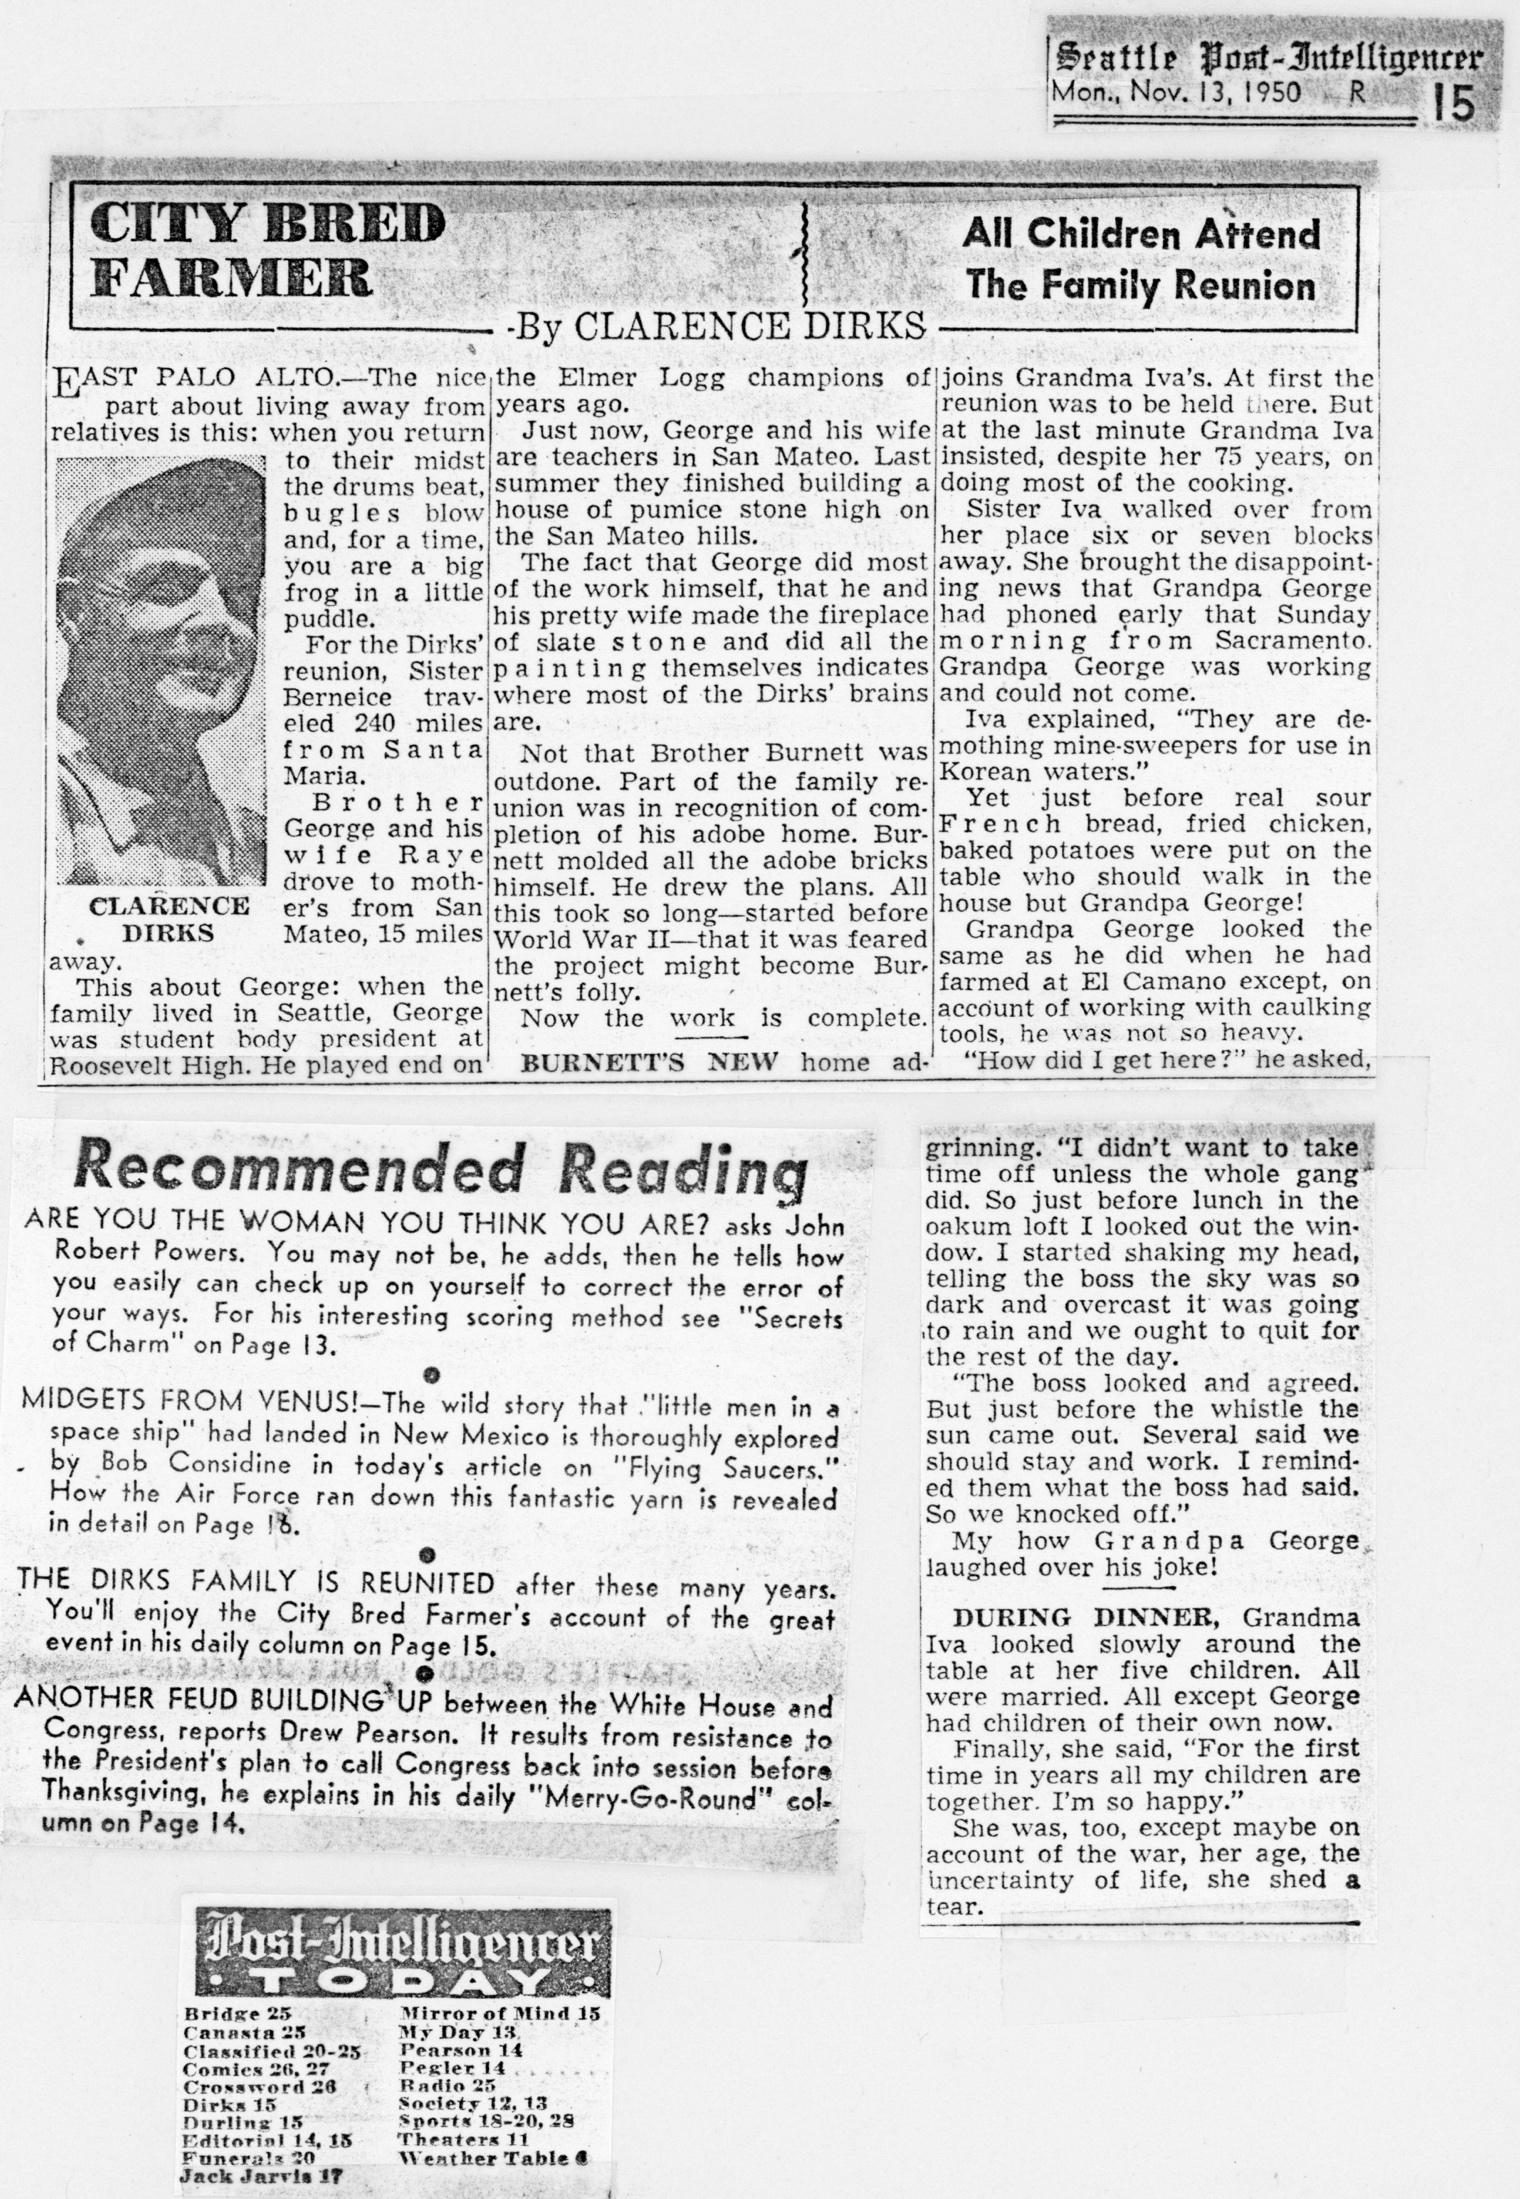 Seattle Post-Intelligencer
Mon., Nov. 13, 1950 R 15
CITY BRED
FARMER
All Children Attend
The Family Reunion
-By CLARENCE DIRKS
EAST PALO ALTO.—The nice
part about living away from
relatives is this: when you return
to their midst
the drums beat,
bugles blow
and, for a time,
you are a big
frog in a little
puddle.
For the Dirks'
reunion, Sister
Berneice trav-
eled 240 miles
from Santa
Maria.
Brother
George and his
wife Raye
drove to moth-
er's from San
Mateo, 15 miles
CLARENCE
DIRKS
away.
This about George: when the
family lived in Seattle, George
was student body president at
Roosevelt High. He played end on
the Elmer Logg champions of
years ago.
Just now, George and his wife
are teachers in San Mateo. Last
summer they finished building a
house of pumice stone high on
the San Mateo hills.
The fact that George did most
of the work himself, that he and
his pretty wife made the fireplace
of slate stone and did all the
painting themselves indicates
where most of the Dirks' brains
are.
Not that Brother Burnett was
outdone. Part of the family re-
union was in recognition of com-
pletion of his adobe home. Bur-
nett molded all the adobe bricks
himself. He drew the plans. All
this took so long—started before
World War II—that it was feared
the project might become Bur-
nett's folly.
Now the work is complete.
BURNETT'S NEW home ad-
joins Grandma Iva's. At first the
reunion was to be held there. But
at the last minute Grandma Iva
insisted, despite her 75 years, on
doing most of the cooking.
Sister Iva walked over from
her place six or seven blocks
away. She brought the disappoint-
ing news that Grandpa George
had phoned early that Sunday
morning from Sacramento.
Grandpa George was working
and could not come.
Iva explained, "They are de-
mothing mine-sweepers for use in
Korean waters."
Yet just before real sour
French bread, fried chicken,
baked potatoes were put on the
table who should walk in the
house but Grandpa George!
Grandpa George looked the
same as he did when he had
farmed at El Camano except, on
account of working with caulking
tools, he was not so heavy.
"How did I get here?" he asked,
grinning. "I didn't want to take
time off unless the whole gang
did. So just before lunch in the
oakum loft I looked out the win-
dow. I started shaking my head,
telling the boss the sky was so
dark and overcast it was going
to rain and we ought to quit for
the rest of the day.
"The boss looked and agreed.
But just before the whistle the
sun came out. Several said we
should stay and work. I remind-
ed them what the boss had said.
So we knocked off."
My how Grandpa George
laughed over his joke!
DURING DINNER, Grandma
Iva looked slowly around the
table at her five children. All
were married. All except George
had children of their own now.
Finally, she said, "For the first
time in years all my children are
together. I'm so happy."
She was, too, except maybe on
account of the war, her age, the
uncertainty of life, she shed a
tear.
Recommended Reading
ARE YOU THE WOMAN YOU THINK YOU ARE? asks John
Robert Powers. You may not be, he adds, then he tells how
you easily can check up on yourself to correct the error of
your ways. For his interesting scoring method see "Secrets
of Charm" on Page 13.
MIDGETS FROM VENUS!—The wild story that "little men in a
space ship" had landed in New Mexico is thoroughly explored
by Bob Considine in today's article on "Flying Saucers."
How the Air Force ran down this fantastic yarn is revealed
in detail on Page
THE DIRKS FAMILY IS REUNITED after these many years.
You'll enjoy the City Bred Farmer's account of the great
event in his daily column on Page 15.
ANOTHER FEUD BUILDING UP between the White House and
Congress, reports Drew Pearson. It results from resistance to
the President's plan to call Congress back into session before
Thanksgiving, he explains in his daily "Merry-Go-Round" col-
umn on Page 14.
Post-Intelligencer
TODAY
Bridge 25
Canasta 25
Classified 20-25
Comics 26, 27
Crossword 26
Dirks 15
Durling 15
Editorial 14, 15
Funerals 20
Jack Jarvis 17
Mirror of Mind 15
My Day 13
Pearson 14
Pegler 14
Radio 25
Society 12, 13
Sports 18-20, 28
Theaters 11
Weather Table